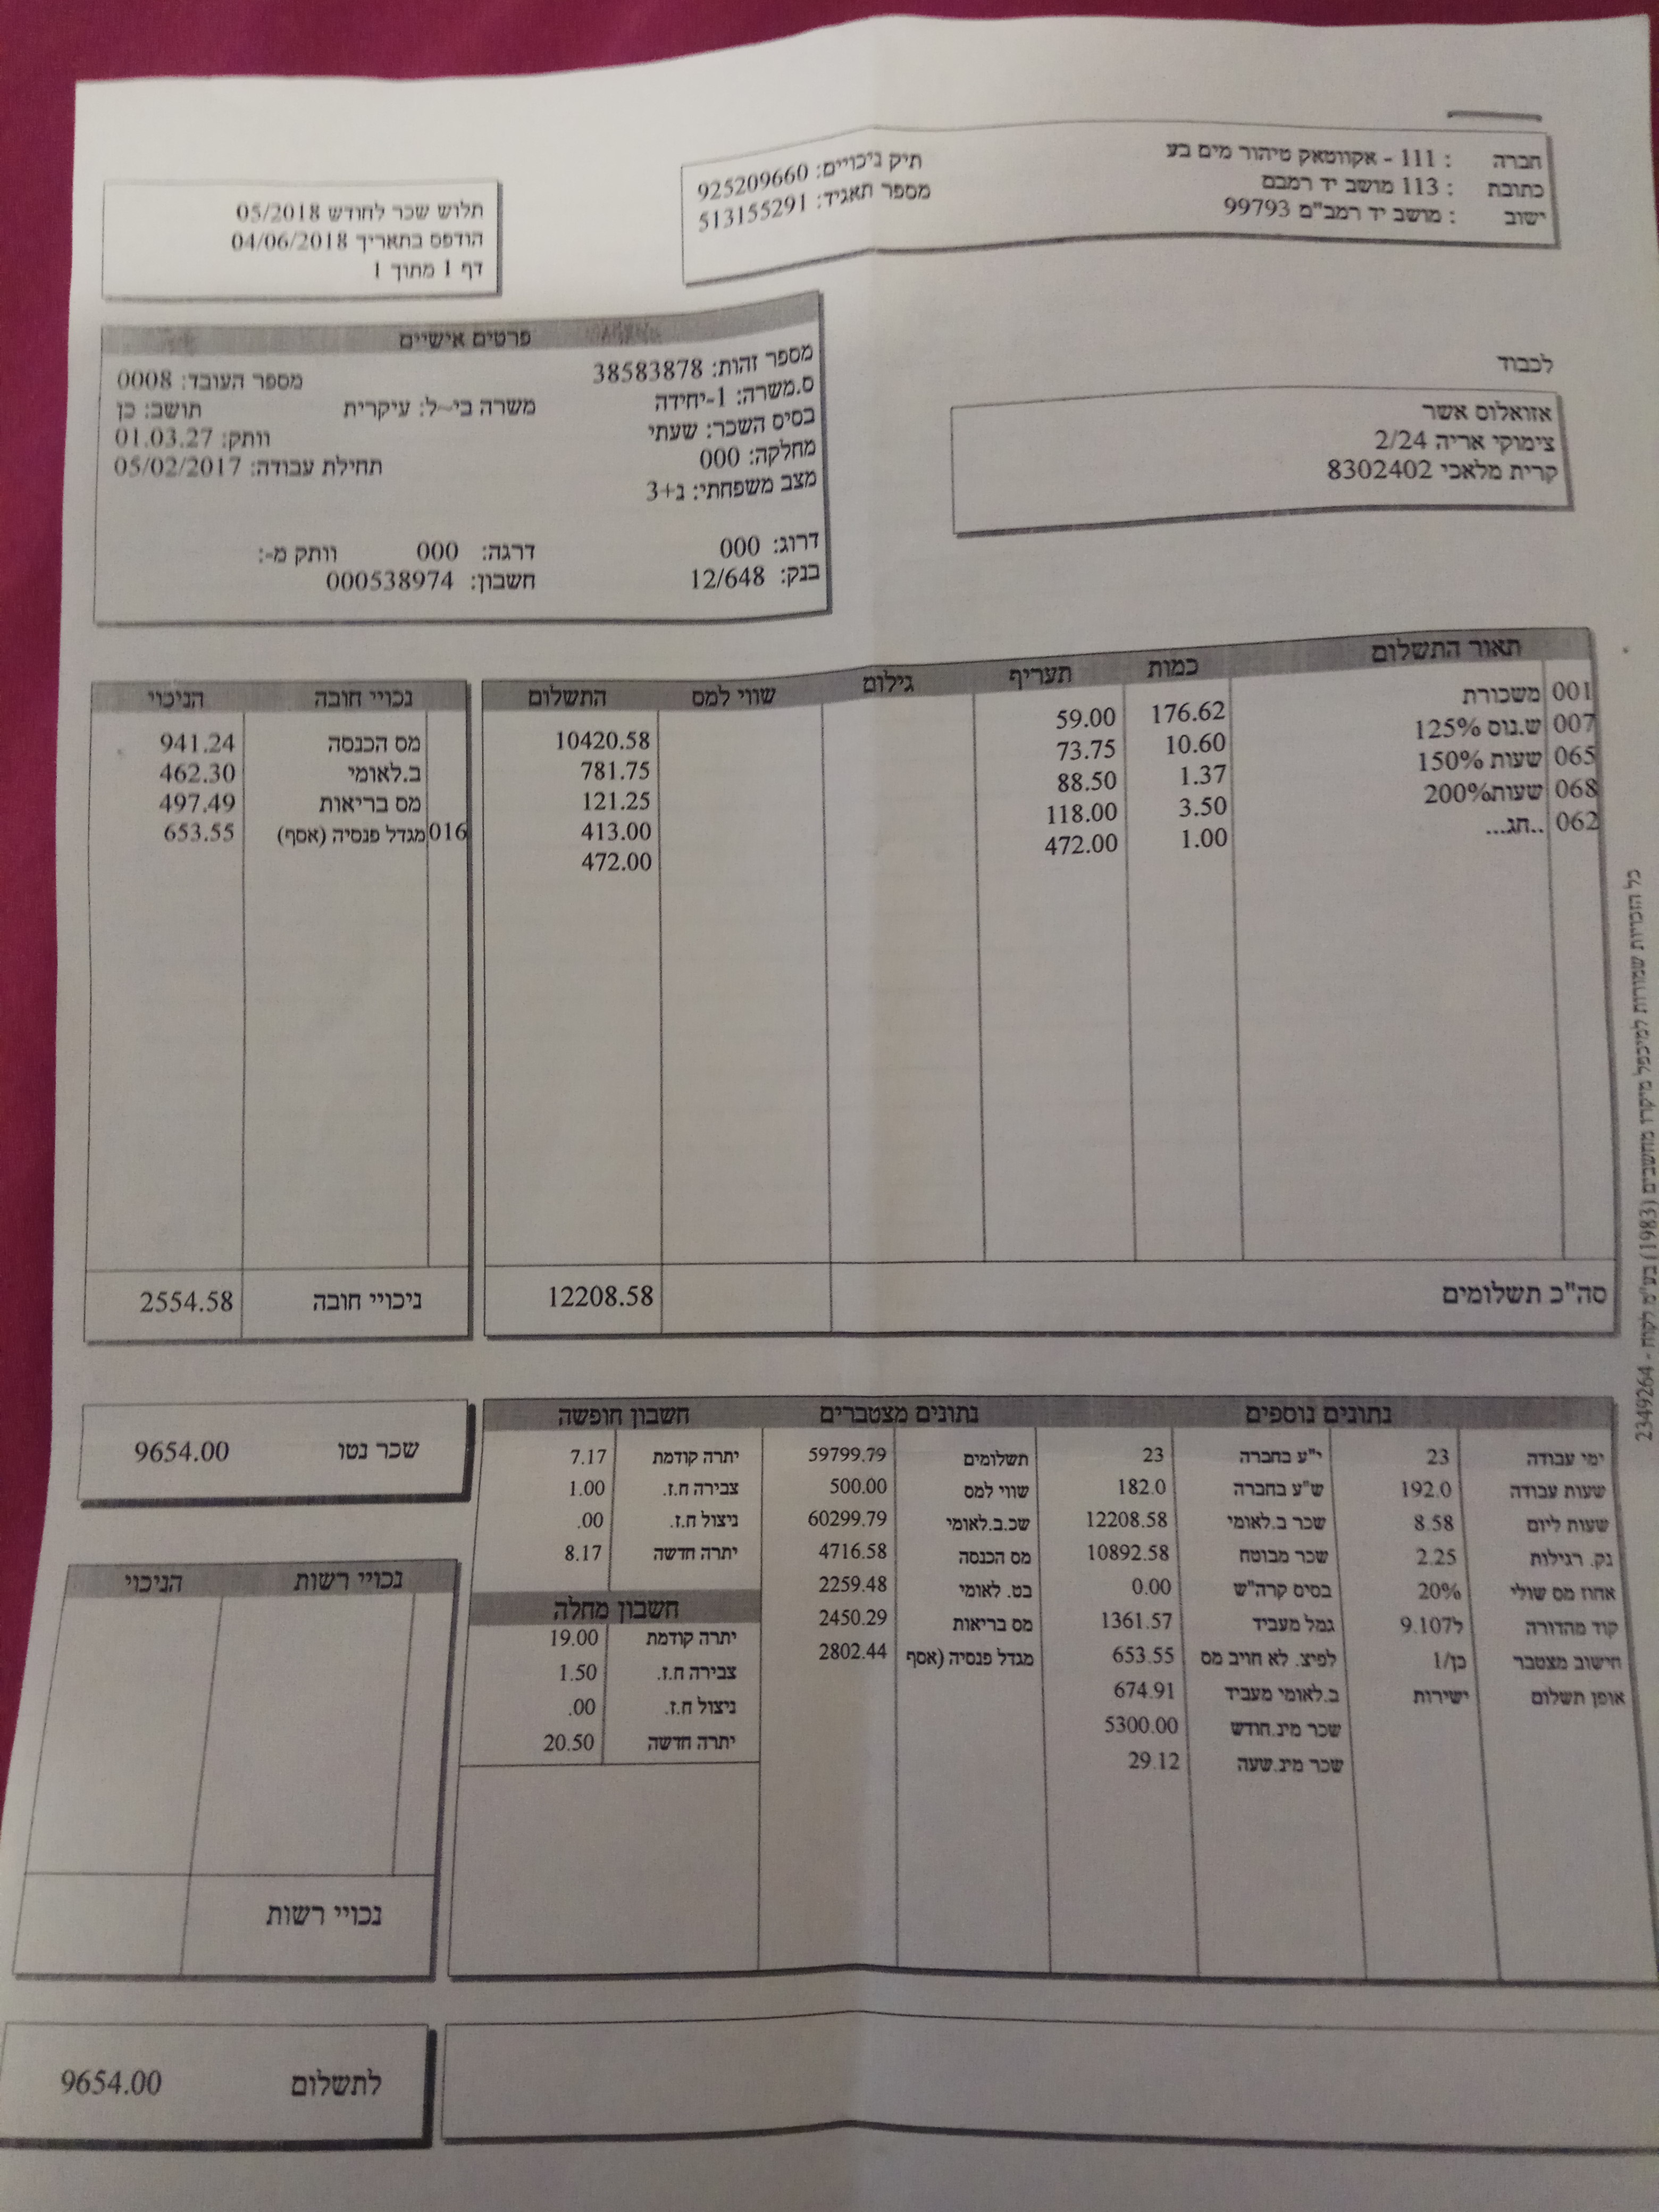 חברה : 111 - אקווטאק טיהור מים בע
כתובת : 113 מושב יד רמבם
ישוב : מושב יד רמב"ם 99793
תיק ניכויים: 925209660
מספר תאגיד: 513155291
תלוש שכר לחודש 05/2018
הודפס בתאריך 04/06/2018
דף 1 מתוך 1
לכבוד
אזואלוס אשר
צימוקי אריה 2/24
קרית מלאכי 8302402
פרטים אישיים
מספר זהות: 38583878 מספר העובד: 0008
ס.משרה: 1-יחידה משרה בי~ל: עיקרית תושב: כן
בסיס השכר: שעתי וותק: 01.03.27
מחלקה: 000 תחילת עבודה: 05/02/2017
מצב משפחתי: נ+3
דרוג: 000 דרגה: 000 וותק מ-:
בנק: 12/648 חשבון: 000538974
תאור התשלום כמות תעריף גילום שווי למס התשלום
001 משכורת 176.62 59.00 10420.58
007 ש.נוס 125% 10.60 73.75 781.75
065 שעות 150% 1.37 88.50 121.25
068 שעות200% 3.50 118.00 413.00
062 ..חג... 1.00 472.00 472.00
סה"כ תשלומים 12208.58
נכויי חובה הניכוי
מס הכנסה 941.24
ב.לאומי 462.30
מס בריאות 497.49
016 מגדל פנסיה (אסף) 653.55
ניכויי חובה 2554.58
כל הזכויות שמורות למיכפל מיקרו מחשבים (1983) בע"מ לקוח - 2349264
נתונים נוספים
ימי עבודה 23 י"ע בחברה 23
שעות עבודה 192.0 ש"ע בחברה 182.0
שעות ליום 8.58 שכר ב.לאומי 12208.58
נק. רגילות 2.25 שכר מבוטח 10892.58
אחוז מס שולי 20% בסיס קרה"ש 0.00
קוד מהדורה 9.107ל גמל מעביד 1361.57
חישוב מצטבר כן/1 לפיצ. לא חויב מס 653.55
אופן תשלום ישירות ב.לאומי מעביד 674.91
שכר מינ.חודש 5300.00
שכר מינ.שעה 29.12
נתונים מצטברים
תשלומים 59799.79
שווי למס 500.00
שכ.ב.לאומי 60299.79
מס הכנסה 4716.58
בט. לאומי 2259.48
מס בריאות 2450.29
מגדל פנסיה (אסף 2802.44
חשבון חופשה
יתרה קודמת 7.17
צבירה ח.ז. 1.00
ניצול ח.ז. .00
יתרה חדשה 8.17
חשבון מחלה
יתרה קודמת 19.00
צבירה ח.ז. 1.50
ניצול ח.ז. .00
יתרה חדשה 20.50
שכר נטו 9654.00
נכויי רשות הניכוי
נכויי רשות
לתשלום 9654.00